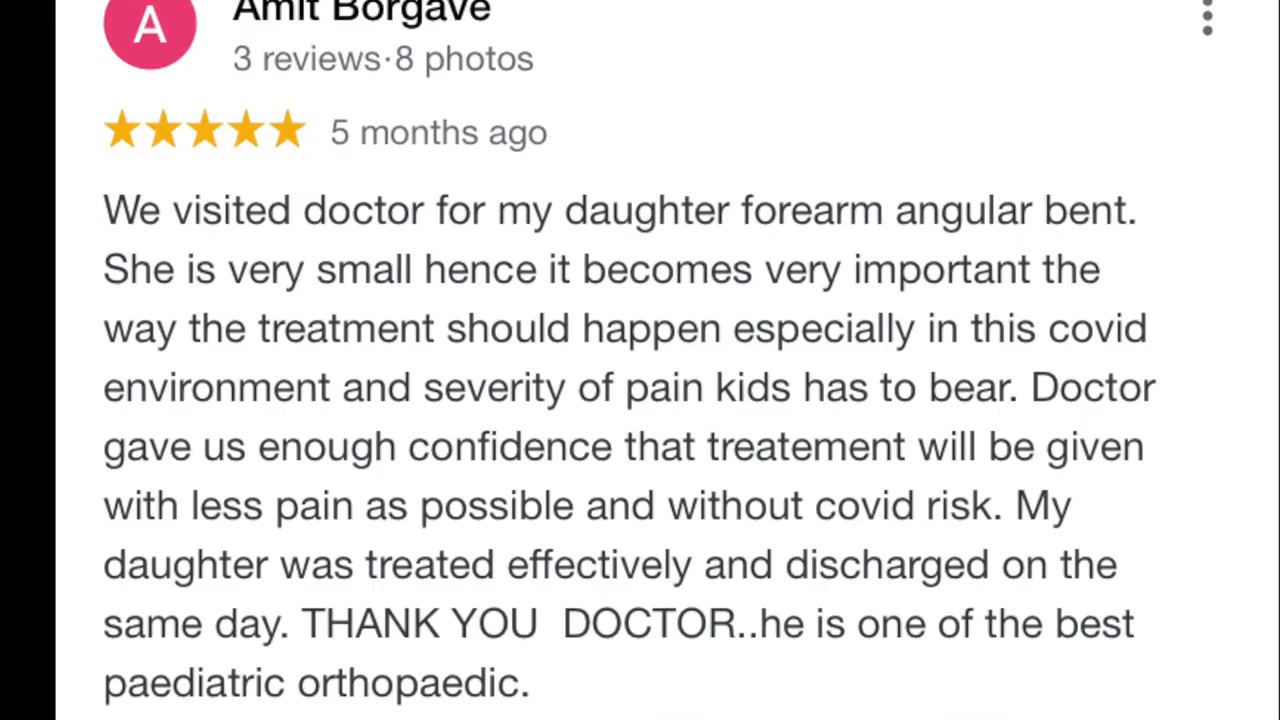 Amit Borgave
A
3 reviews·8 photos
★★★★★ 5 months ago
We visited doctor for my daughter forearm angular bent.
She is very small hence it becomes very important the
way the treatment should happen especially in this covid
environment and severity of pain kids has to bear. Doctor
gave us enough confidence that treatement will be given
with less pain as possible and without covid risk. My
daughter was treated effectively and discharged on the
same day. THANK YOU  DOCTOR..he is one of the best
paediatric orthopaedic.